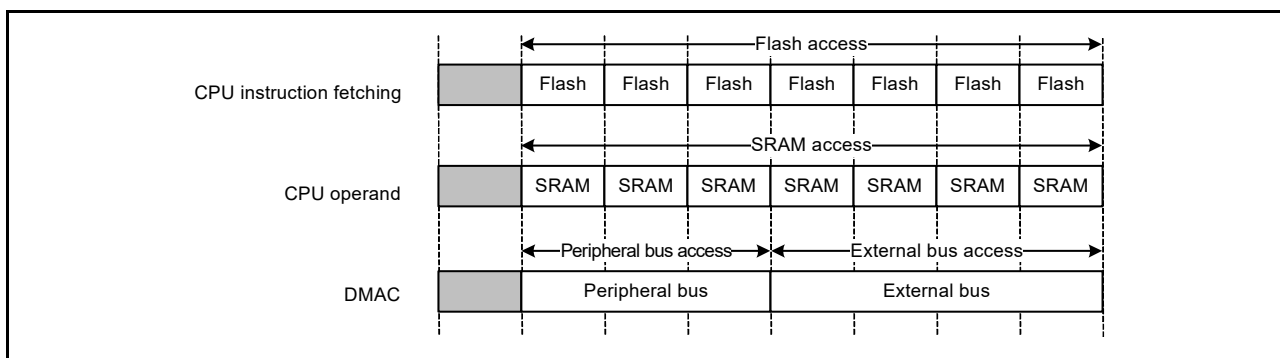 Flash access
CPU instruction fetching Flash Flash Flash Flash Flash Flash Flash
SRAM access
CPU operand SRAM SRAM SRAM SRAM SRAM SRAM SRAM
Peripheral bus access External bus access
DMAC Peripheral bus External bus